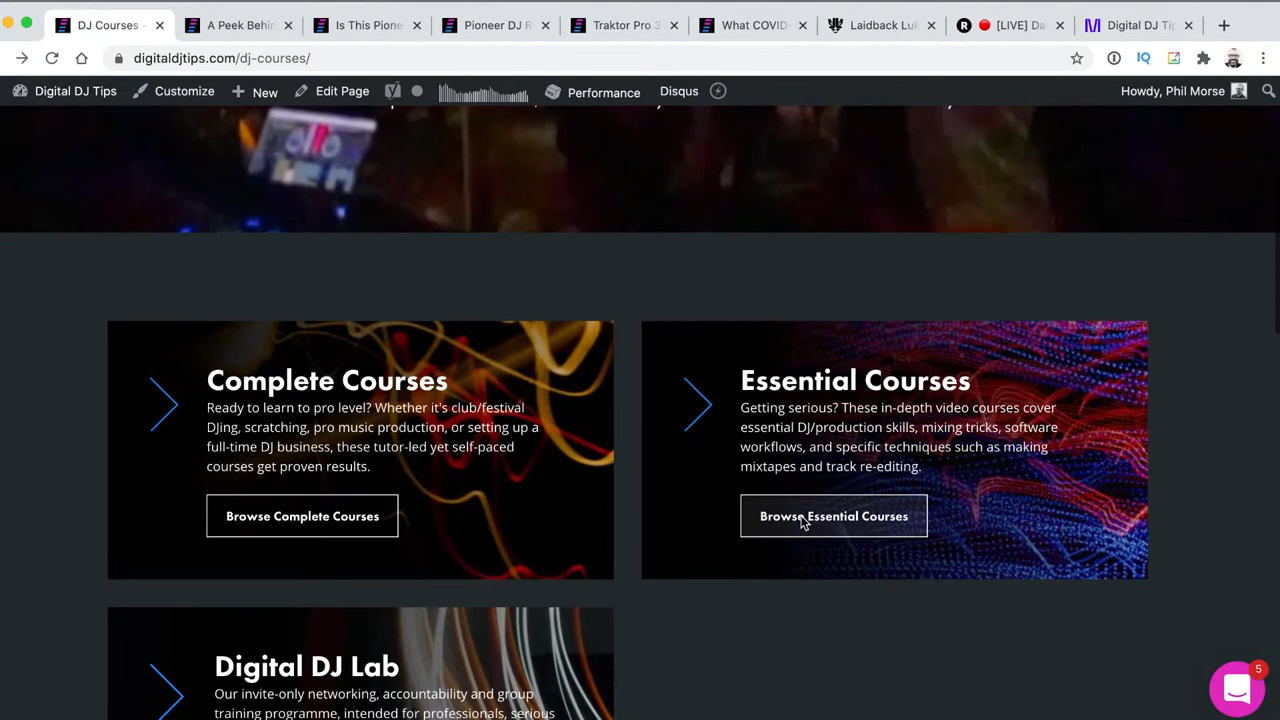 DJ Courses -
A Peek Behin
Is This Pione
Pioneer DJ R
Traktor Pro 3
What COVID
Laidback Luk
[LIVE] Da
Digital DJ Tip
digitaldjtips.com/dj-courses/
Digital DJ Tips
Customize
New
Edit Page
Performance
Disqus
Howdy, Phil Morse
Complete Courses
Ready to learn to pro level? Whether it's club/festival
DJing, scratching, pro music production, or setting up a
full-time DJ business, these tutor-led yet self-paced
courses get proven results.
Browse Complete Courses
Essential Courses
Getting serious? These in-depth video courses cover
essential DJ/production skills, mixing tricks, software
workflows, and specific techniques such as making
mixtapes and track re-editing.
Browse Essential Courses
Digital DJ Lab
Our invite-only networking, accountability and group
training programme, intended for professionals, serious
5